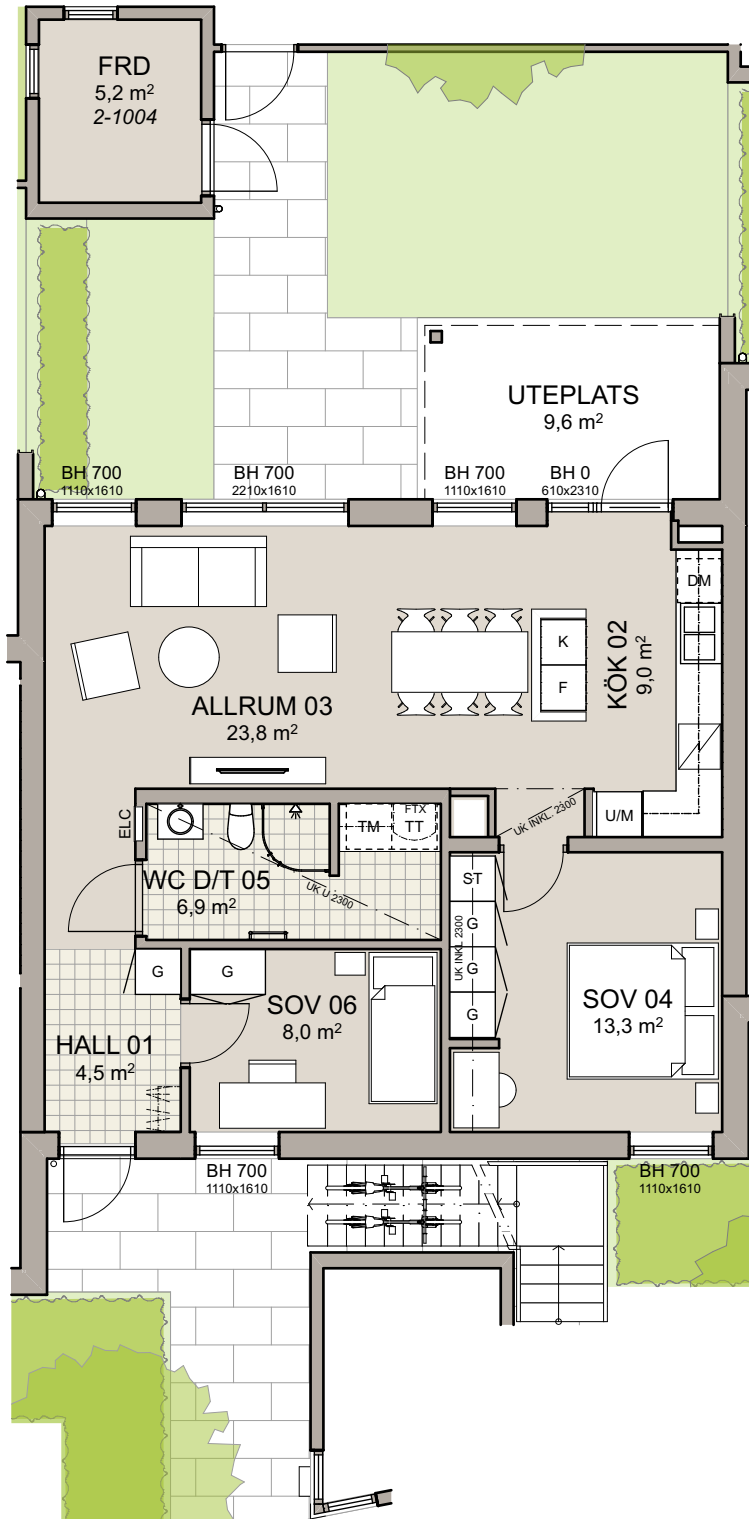 FRD
5,2 m²
2-1004
UTEPLATS
9,6 m²
BH 700
1110x1610
BH 700
2210x1610
BH 700
1110x1610
BH 0
610x2310
DM
K
F
KÖK 02
9,0 m²
ALLRUM 03
23,8 m²
ELC
TM
FTX
TT
UK INKL. 2300
U/M
WC D/T 05
6,9 m²
UK U 2300
ST
G
G
G
UK INKL 2300
G
G
SOV 06
8,0 m²
SOV 04
13,3 m²
HALL 01
4,5 m²
BH 700
1110x1610
BH 700
1110x1610